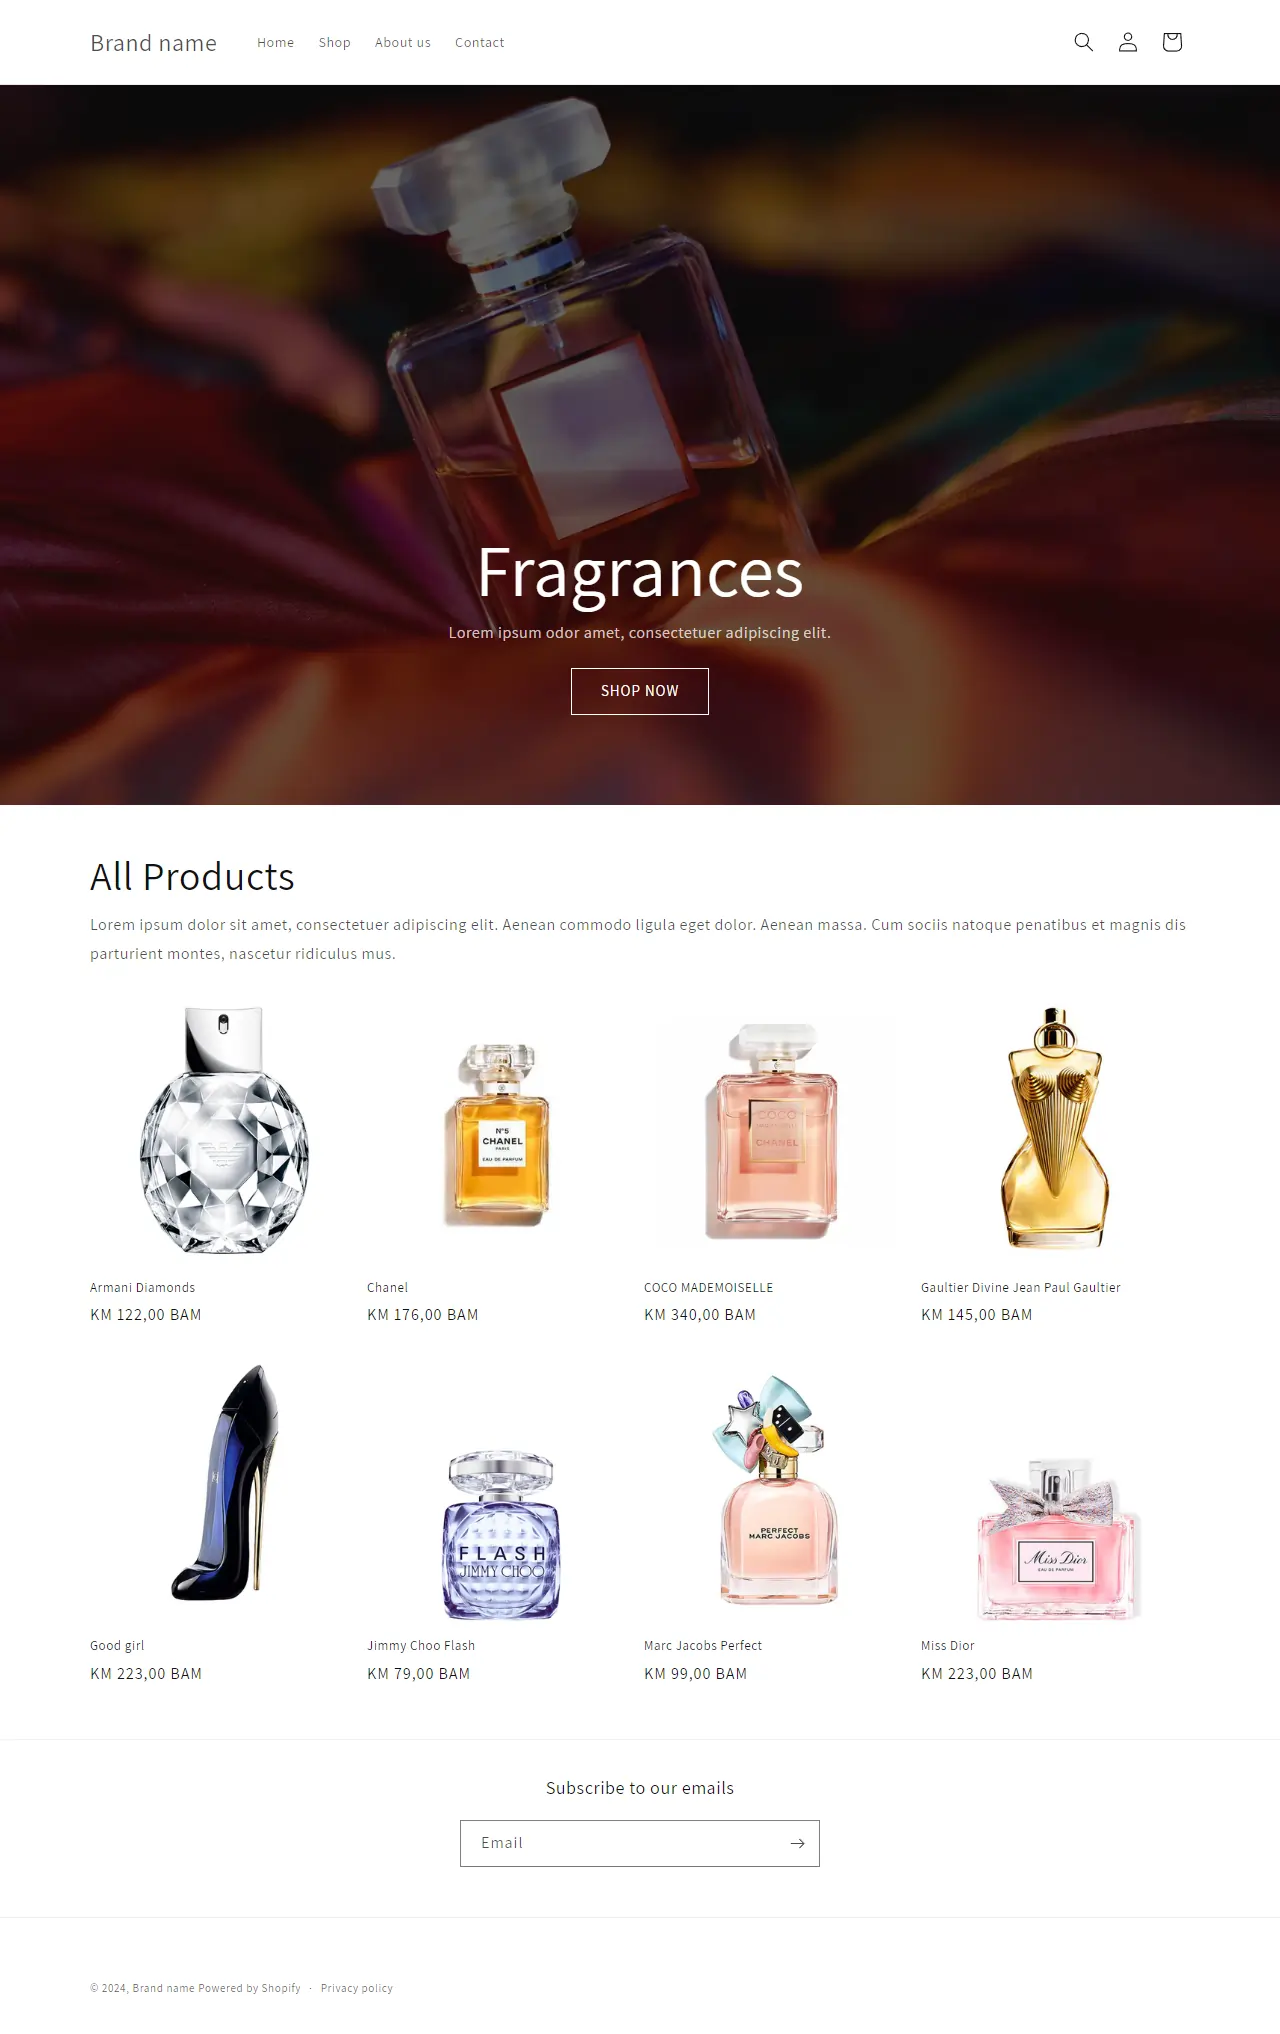 Brand name
Home
Shop
About us
Contact
Fragrances
Lorem ipsum odor amet, consectetuer adipiscing elit.
SHOP NOW
All Products
Lorem ipsum dolor sit amet, consectetuer adipiscing elit. Aenean commodo ligula eget dolor. Aenean massa. Cum sociis natoque penatibus et magnis dis
parturient montes, nascetur ridiculus mus.
N°5
CHANEL
PARIS
EAU DE PARFUM
COCO
CHANEL
Armani Diamonds
KM 122,00 BAM
Chanel
KM 176,00 BAM
COCO MADEMOISELLE
KM 340,00 BAM
Gaultier Divine Jean Paul Gaultier
KM 145,00 BAM
FLASH
JIMMY CHOO
PERFECT
MARC JACOBS
Miss Dior
EAU DE PARFUM
Good girl
KM 223,00 BAM
Jimmy Choo Flash
KM 79,00 BAM
Marc Jacobs Perfect
KM 99,00 BAM
Miss Dior
KM 223,00 BAM
Subscribe to our emails
Email
© 2024, Brand name Powered by Shopify · Privacy policy